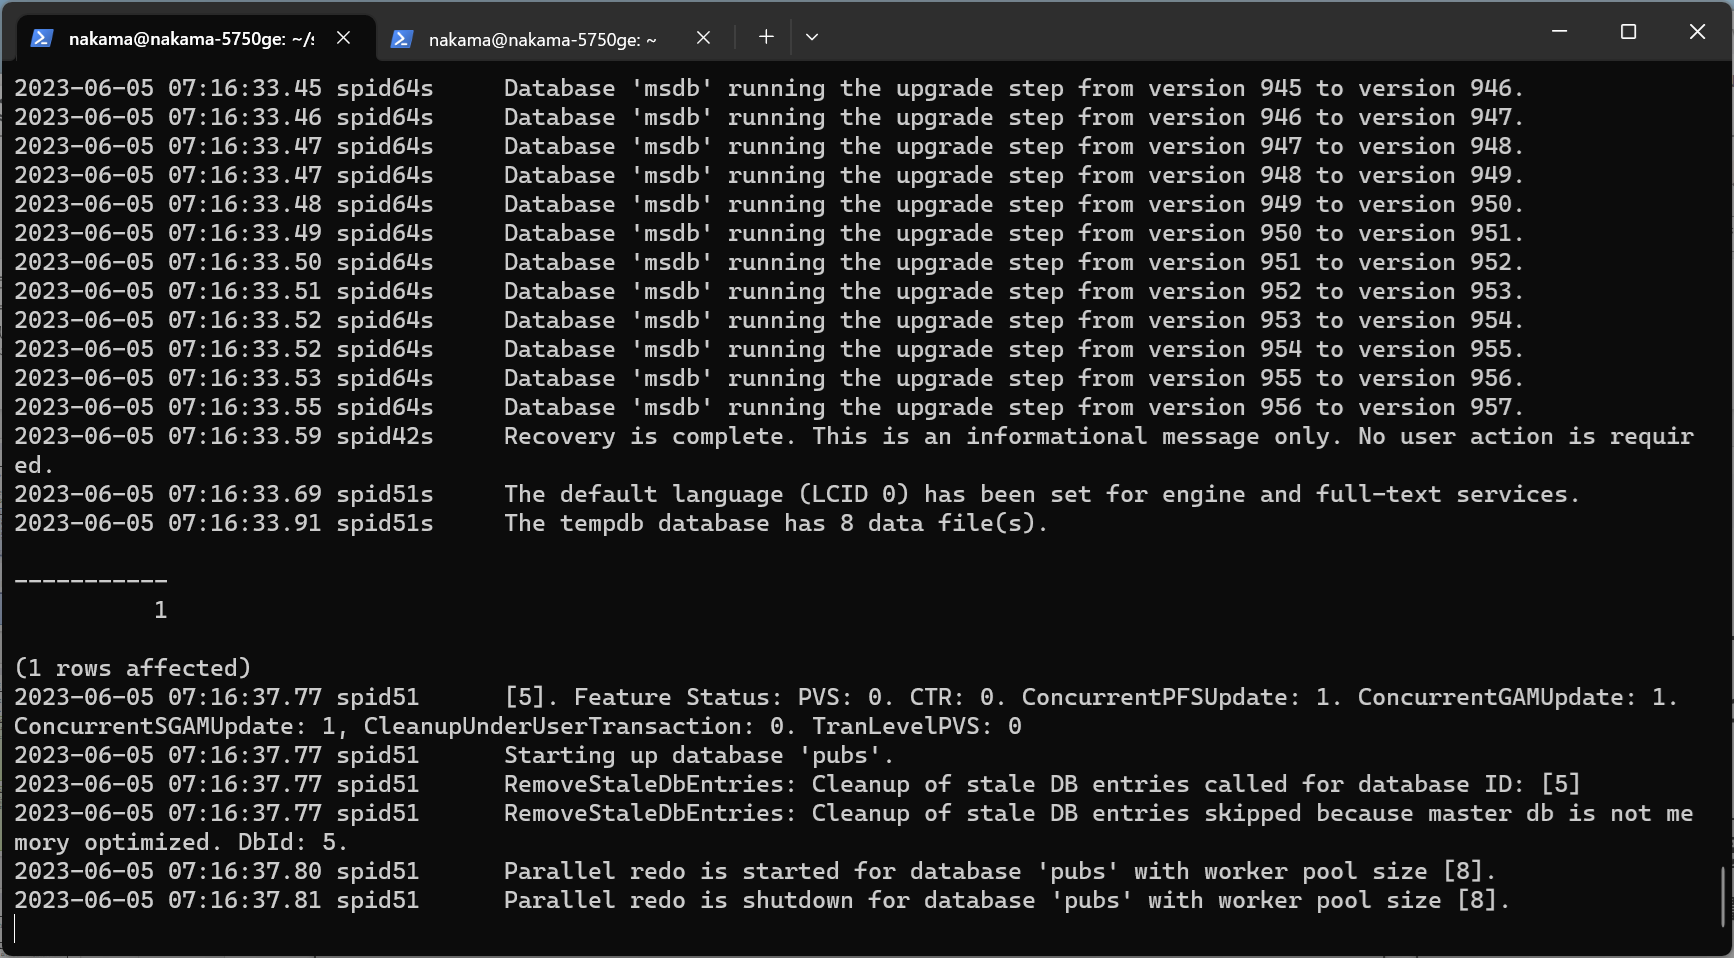 nakama@nakama-5750ge: ~/s
nakama@nakama-5750ge: ~
2023-06-05 07:16:33.45 spid64s     Database 'msdb' running the upgrade step from version 945 to version 946.
2023-06-05 07:16:33.46 spid64s     Database 'msdb' running the upgrade step from version 946 to version 947.
2023-06-05 07:16:33.47 spid64s     Database 'msdb' running the upgrade step from version 947 to version 948.
2023-06-05 07:16:33.47 spid64s     Database 'msdb' running the upgrade step from version 948 to version 949.
2023-06-05 07:16:33.48 spid64s     Database 'msdb' running the upgrade step from version 949 to version 950.
2023-06-05 07:16:33.49 spid64s     Database 'msdb' running the upgrade step from version 950 to version 951.
2023-06-05 07:16:33.50 spid64s     Database 'msdb' running the upgrade step from version 951 to version 952.
2023-06-05 07:16:33.51 spid64s     Database 'msdb' running the upgrade step from version 952 to version 953.
2023-06-05 07:16:33.52 spid64s     Database 'msdb' running the upgrade step from version 953 to version 954.
2023-06-05 07:16:33.52 spid64s     Database 'msdb' running the upgrade step from version 954 to version 955.
2023-06-05 07:16:33.53 spid64s     Database 'msdb' running the upgrade step from version 955 to version 956.
2023-06-05 07:16:33.55 spid64s     Database 'msdb' running the upgrade step from version 956 to version 957.
2023-06-05 07:16:33.59 spid42s     Recovery is complete. This is an informational message only. No user action is requir
ed.
2023-06-05 07:16:33.69 spid51s     The default language (LCID 0) has been set for engine and full-text services.
2023-06-05 07:16:33.91 spid51s     The tempdb database has 8 data file(s).
-----------
          1
(1 rows affected)
2023-06-05 07:16:37.77 spid51      [5]. Feature Status: PVS: 0. CTR: 0. ConcurrentPFSUpdate: 1. ConcurrentGAMUpdate: 1.
ConcurrentSGAMUpdate: 1, CleanupUnderUserTransaction: 0. TranLevelPVS: 0
2023-06-05 07:16:37.77 spid51      Starting up database 'pubs'.
2023-06-05 07:16:37.77 spid51      RemoveStaleDbEntries: Cleanup of stale DB entries called for database ID: [5]
2023-06-05 07:16:37.77 spid51      RemoveStaleDbEntries: Cleanup of stale DB entries skipped because master db is not me
mory optimized. DbId: 5.
2023-06-05 07:16:37.80 spid51      Parallel redo is started for database 'pubs' with worker pool size [8].
2023-06-05 07:16:37.81 spid51      Parallel redo is shutdown for database 'pubs' with worker pool size [8].